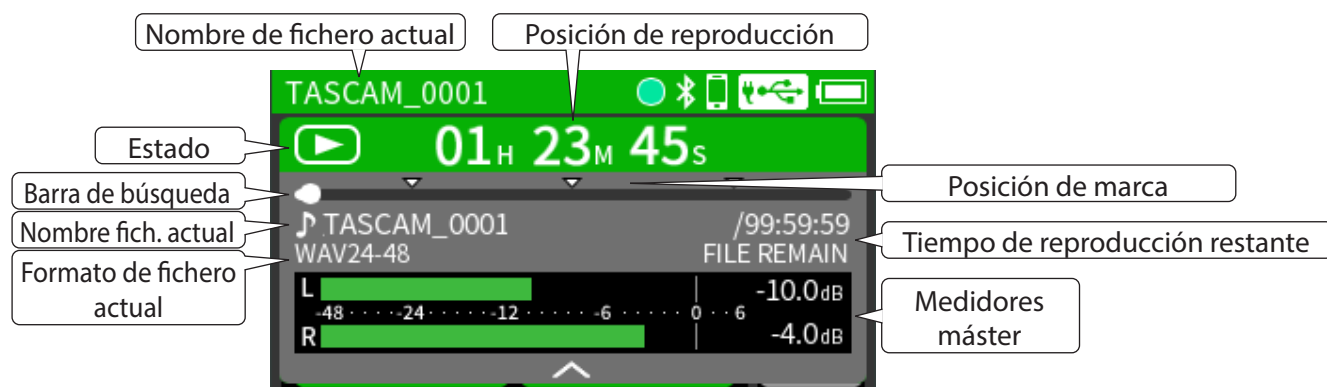 Nombre de fichero actual
Posición de reproducción
TASCAM_0001
Estado
01H 23M 45S
Barra de búsqueda
Posición de marca
Nombre fich. actual
TASCAM_0001
/99:59:59
Tiempo de reproducción restante
WAV24-48
FILE REMAIN
Formato de fichero
actual
L
-10.0dB
-48 · · · · -24 · · · · · -12 · · · · · -6 · · · · · 0 · · 6
R
-4.0dB
Medidores
máster